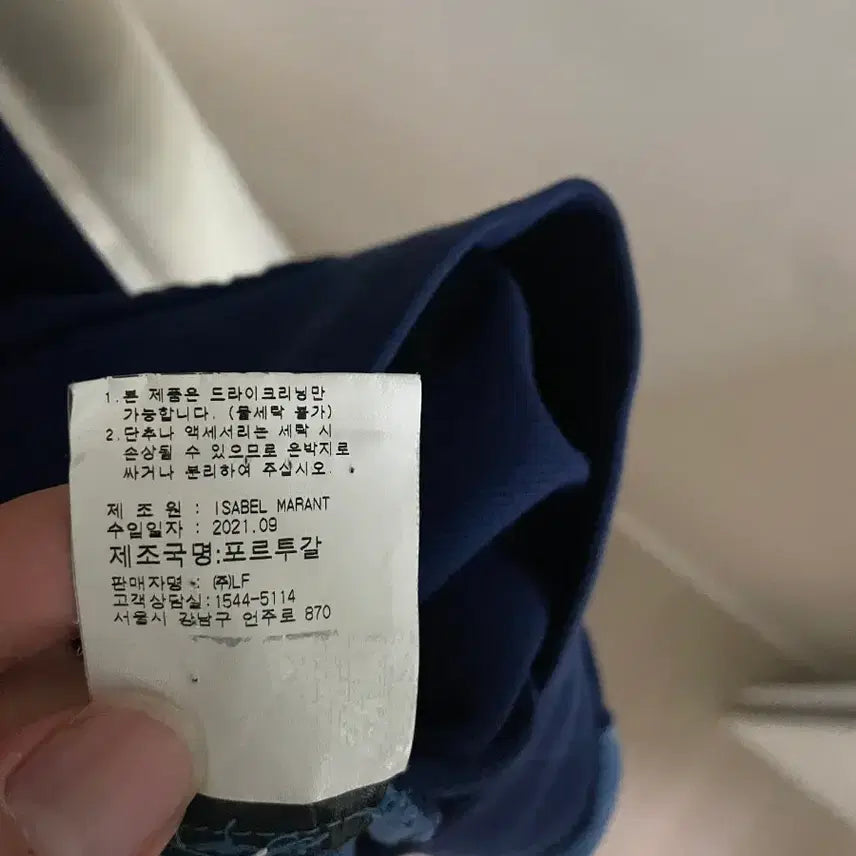 1.본 제품은 드라이크리닝만
가능합니다. (물세탁 불가)
2.단추나 액세서리는 세탁 시
손상될 수 있으므로 은박지로
싸거나 분리하여 주십시오.
제 조 원 : ISABEL MARANT
수입일자 : 2021.09
제조국명:포르투갈
판매자명 : ㈜LF
고객상담실:1544-5114
서울시 강남구 언주로 870